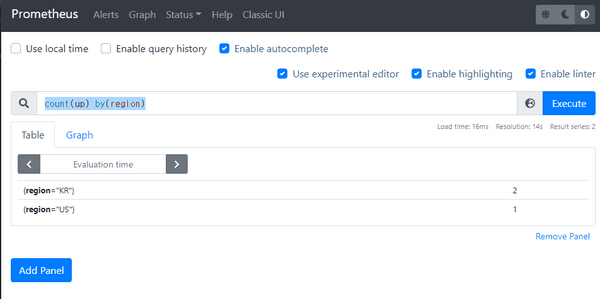 Prometheus Alerts Graph Status Help Classic UI
Use local time Enable query history Enable autocomplete
Use experimental editor Enable highlighting Enable linter
count(up) by(region) Execute
Load time: 16ms Resolution: 14s Result series: 2
Table Graph
Evaluation time
{region="KR"} 2
{region="US"} 1
Remove Panel
Add Panel